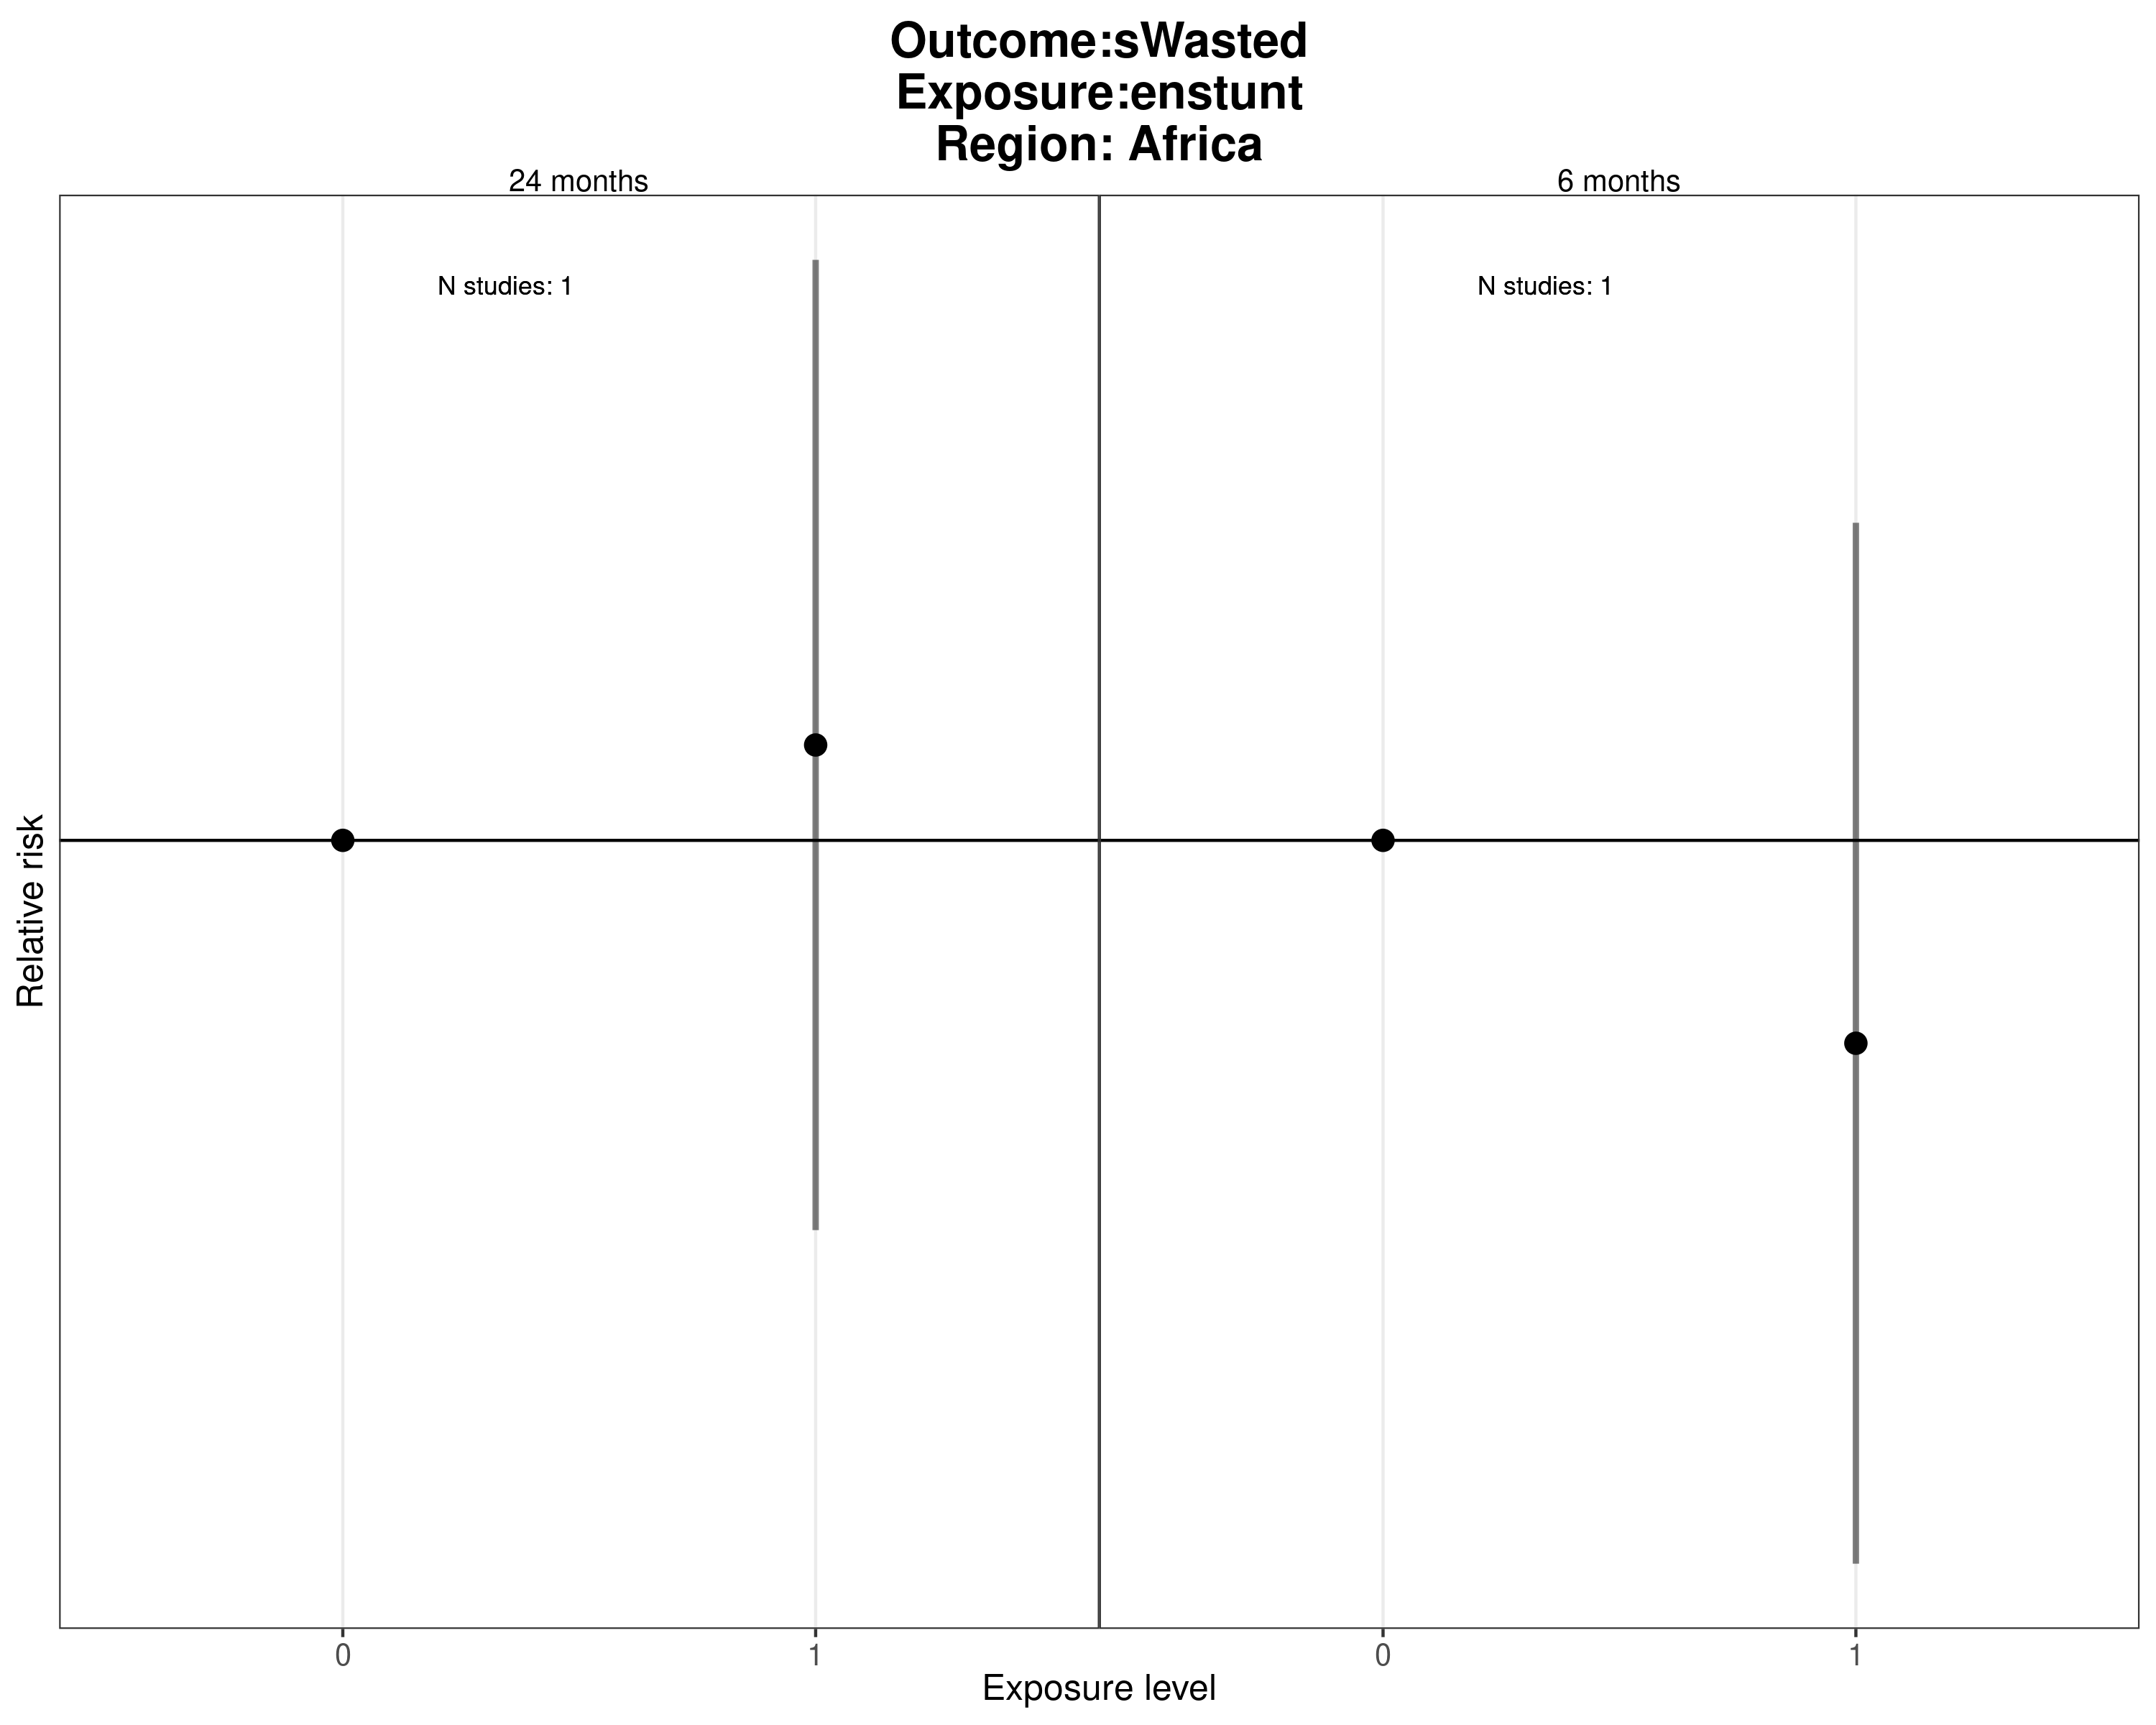 Outcome:sWasted
Exposure:enstunt
Region: Africa
24 months
6 months
N studies: 1
N studies: 1
Relative risk
0
1
0
1
Exposure level